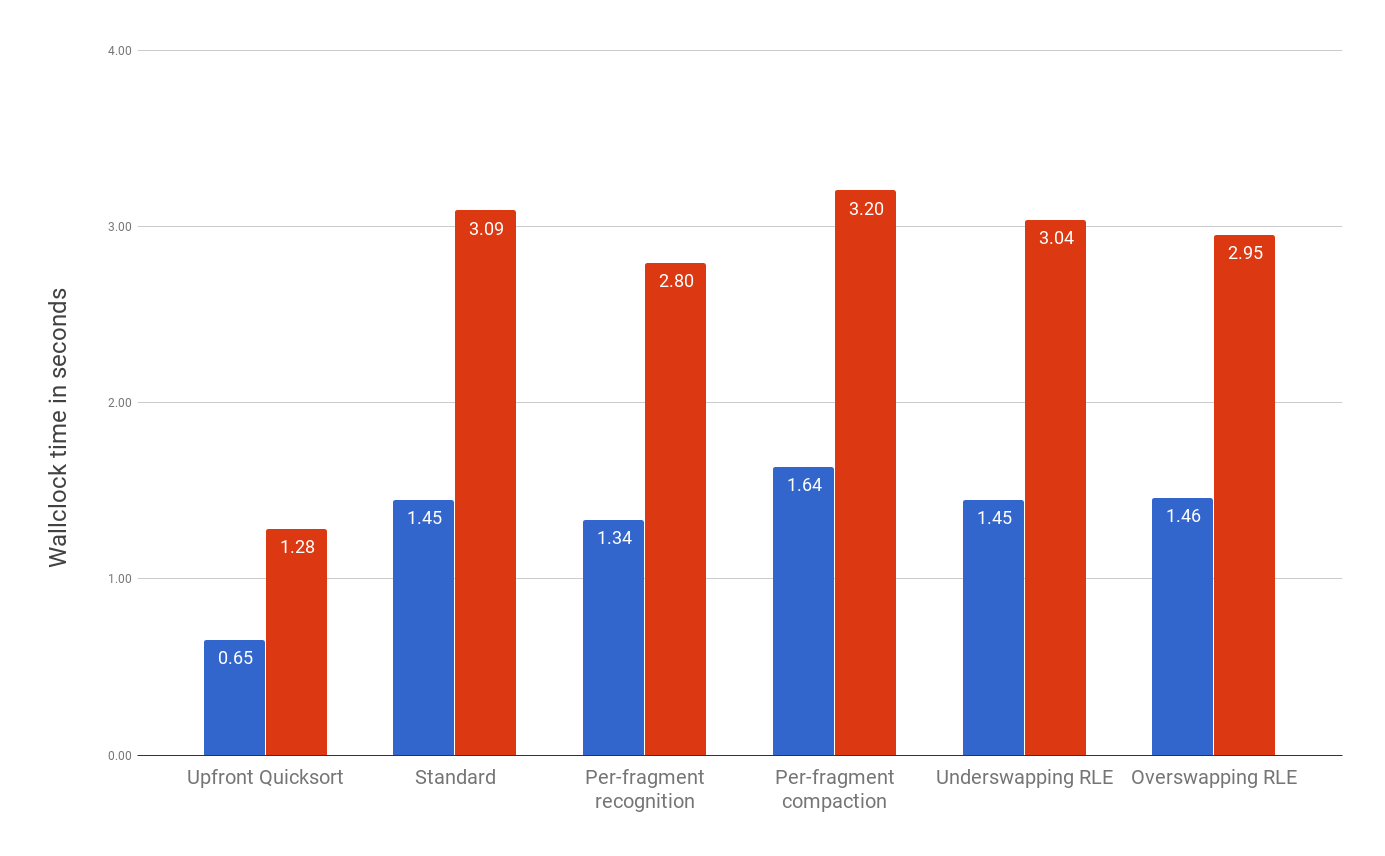 4.00
3.00
2.00
1.00
0.00
Wallclock time in seconds
0.65
1.28
1.45
3.09
1.34
2.80
1.64
3.20
1.45
3.04
1.46
2.95
Upfront Quicksort
Standard
Per-fragment
recognition
Per-fragment
compaction
Underswapping RLE
Overswapping RLE